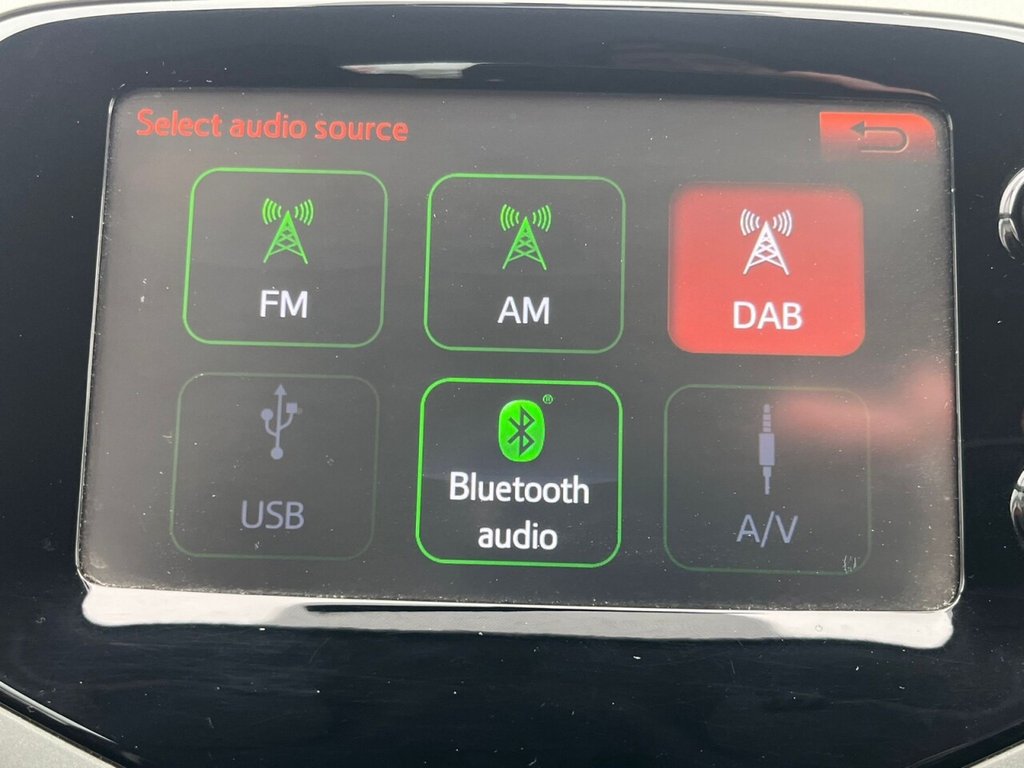 Select audio source
FM
AM
DAB
USB
®
Bluetooth
audio
A/V